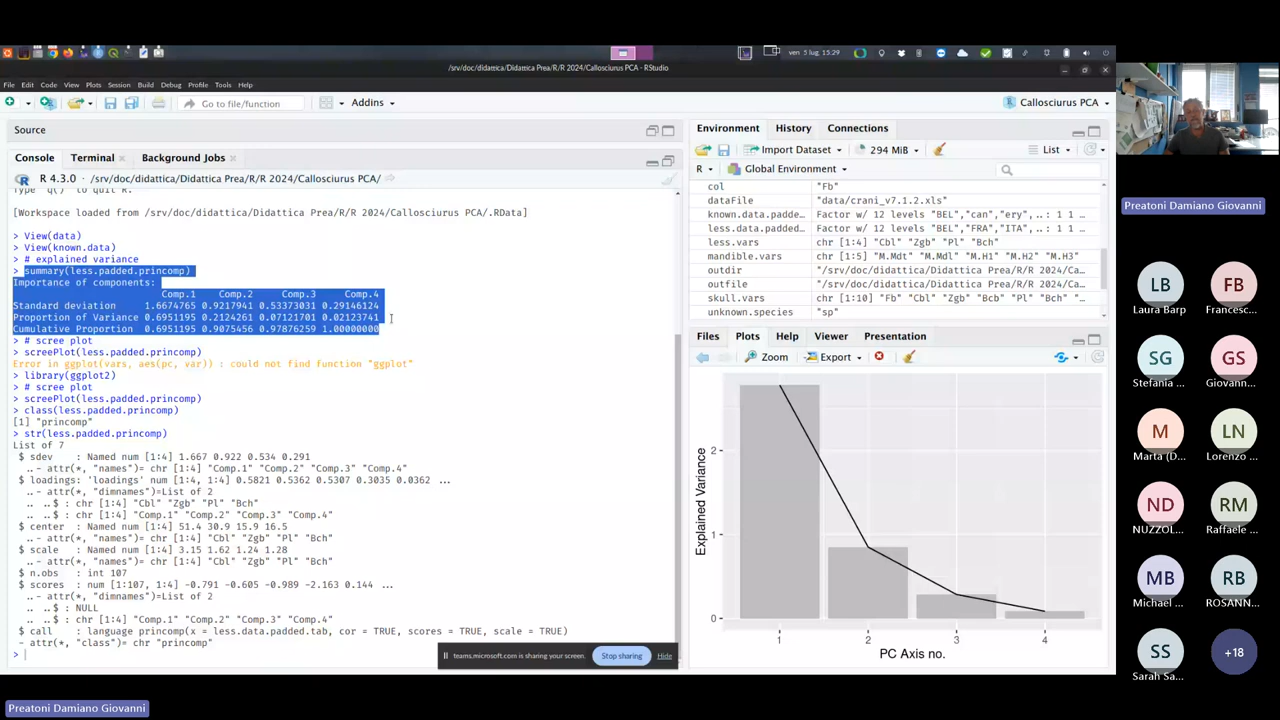 ven 5 lug, 15.29
/srv/doc/didattica/Didattica Prea/R/R 2024/Callosciurus PCA - RStudio
File Edit Code View Plots Session Build Debug Profile Tools Help
Go to file/function
Addins
Callosciurus PCA
Source
Console Terminal Background Jobs
R 4.3.0 · /srv/doc/didattica/Didattica Prea/R/R 2024/Callosciurus PCA/
Type 'q()' to quit R.
[Workspace loaded from /srv/doc/didattica/Didattica Prea/R/R 2024/Callosciurus PCA/.RData]
> View(data)
> View(known.data)
> # explained variance
> summary(less.padded.princomp)
Importance of components:
Comp.1 Comp.2 Comp.3 Comp.4
Standard deviation 1.6674765 0.9217941 0.53373031 0.29146124
Proportion of Variance 0.6951195 0.2124261 0.07121701 0.02123741
Cumulative Proportion 0.6951195 0.9075456 0.97876259 1.00000000
> # scree plot
> screePlot(less.padded.princomp)
Error in ggplot(vars, aes(pc, var)) : could not find function "ggplot"
> library(ggplot2)
> # scree plot
> screePlot(less.padded.princomp)
> class(less.padded.princomp)
[1] "princomp"
> str(less.padded.princomp)
List of 7
$ sdev : Named num [1:4] 1.667 0.922 0.534 0.291
..- attr(*, "names")= chr [1:4] "Comp.1" "Comp.2" "Comp.3" "Comp.4"
$ loadings: 'loadings' num [1:4, 1:4] 0.5821 0.5362 0.5307 0.3035 0.0362 ...
..- attr(*, "dimnames")=List of 2
.. ..$ : chr [1:4] "Cbl" "Zgb" "Pl" "Bch"
.. ..$ : chr [1:4] "Comp.1" "Comp.2" "Comp.3" "Comp.4"
$ center : Named num [1:4] 51.4 30.9 15.9 16.5
..- attr(*, "names")= chr [1:4] "Cbl" "Zgb" "Pl" "Bch"
$ scale : Named num [1:4] 3.15 1.62 1.24 1.28
..- attr(*, "names")= chr [1:4] "Cbl" "Zgb" "Pl" "Bch"
$ n.obs : int 107
$ scores : num [1:107, 1:4] -0.791 -0.605 -0.989 -2.163 0.144 ...
..- attr(*, "dimnames")=List of 2
.. ..$ : NULL
.. ..$ : chr [1:4] "Comp.1" "Comp.2" "Comp.3" "Comp.4"
$ call : language princomp(x = less.data.padded.tab, cor = TRUE, scores = TRUE, scale = TRUE)
- attr(*, "class")= chr "princomp"
>
teams.microsoft.com is sharing your screen. Stop sharing Hide
Environment History Connections
Import Dataset 294 MiB List
R Global Environment
col "Fb"
dataFile "data/crani_v7.1.2.xls"
known.data.padde… Factor w/ 12 levels "BEL","can","ery",..: 1 1 …
less.data.padded… Factor w/ 12 levels "BEL","FRA","ITA",..: 1 1 …
less.vars chr [1:4] "Cbl" "Zgb" "Pl" "Bch"
mandible.vars chr [1:5] "M.Mdt" "M.Mdl" "M.H1" "M.H2" "M.H3"
outdir "/srv/doc/didattica/Didattica Prea/R/R 2024/Ca…
outfile "/srv/doc/didattica/Didattica Prea/R/R 2024/Ca…
skull.vars chr [1:10] "Fb" "Cbl" "Zgb" "Bcb" "Bch" "Pl" …
unknown.species "sp"
Files Plots Packages Help Viewer Presentation
Zoom Export
Explained Variance
2
1
0
1 2 3 4
PC Axis no.
Preatoni Damiano Giovanni
LB FB
Laura Barp Francesc...
SG GS
Stefania ... Giovann...
M LN
Marta (D... Lorenzo ...
ND RM
NUZZOL... Raffaele ...
MB RB
Michael ... ROSANN...
SS +18
Sarah Sa...
Preatoni Damiano Giovanni